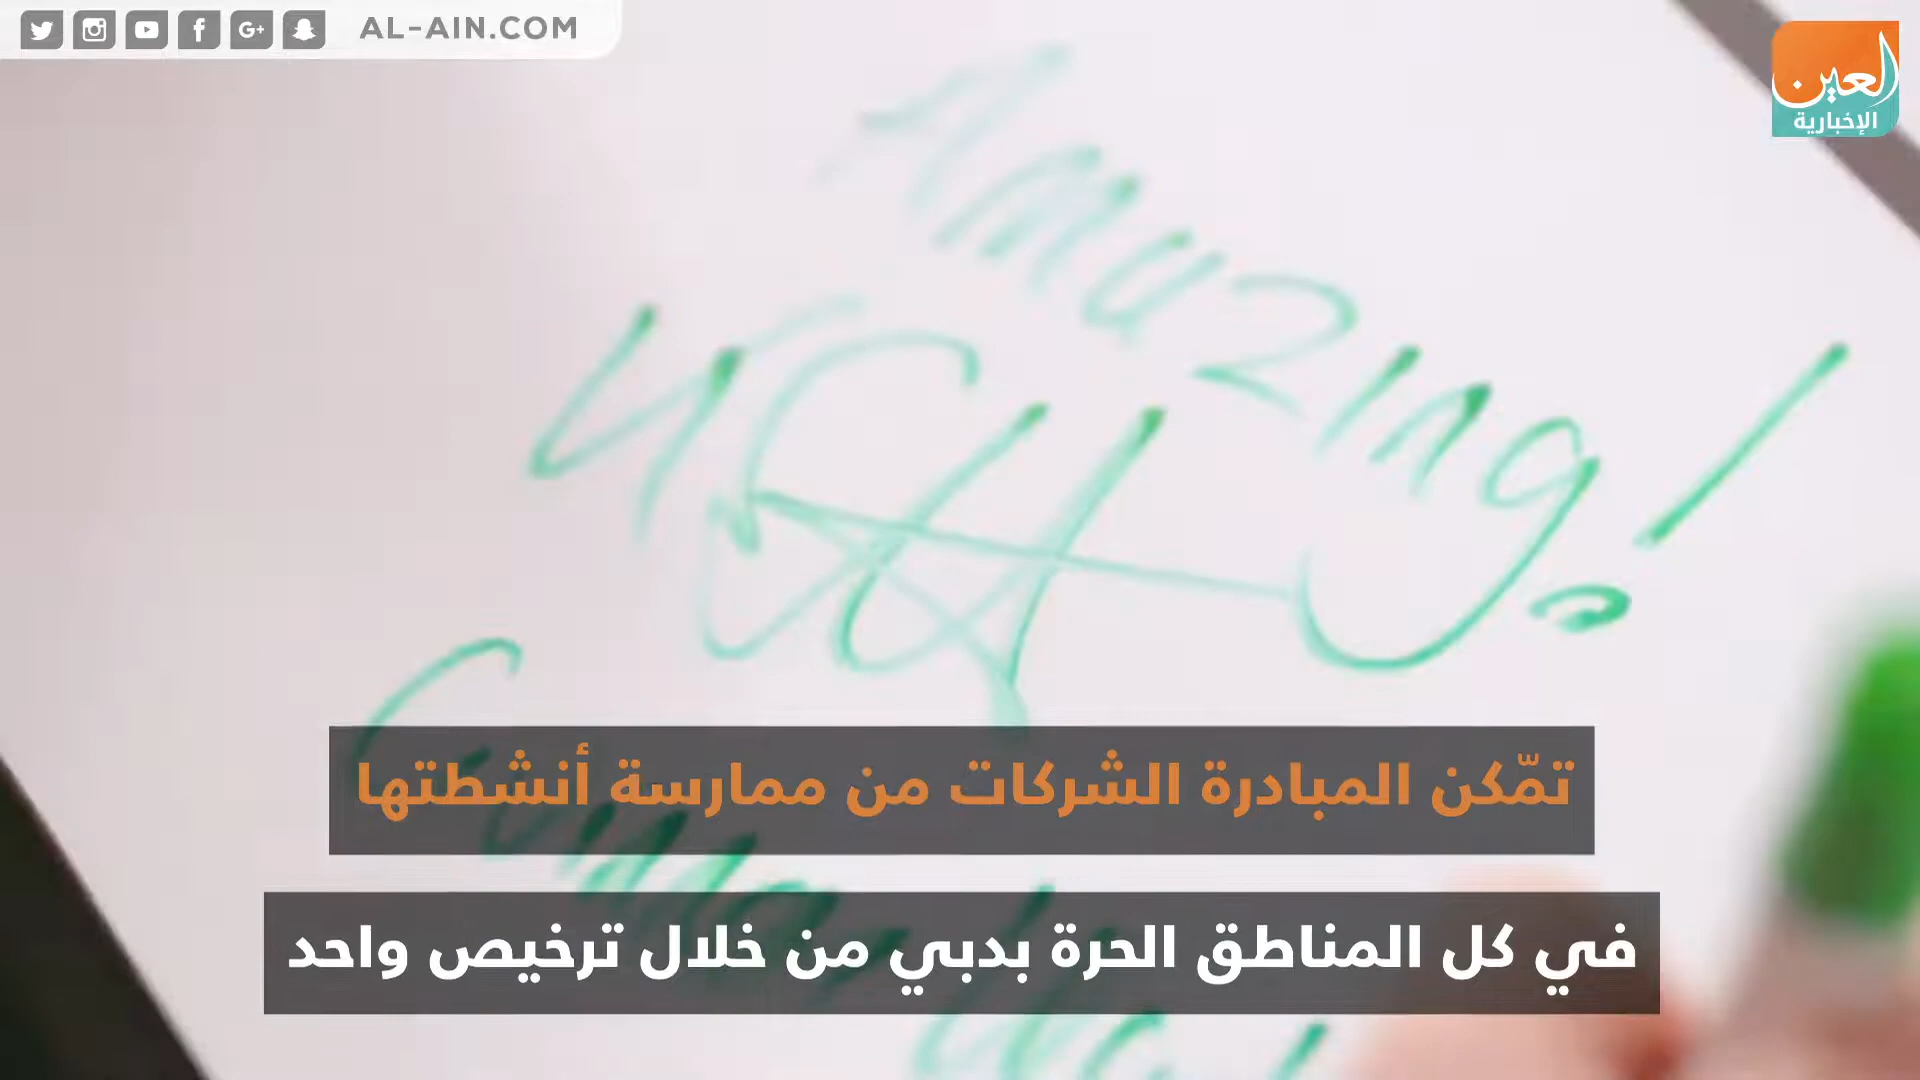 AL-AIN.COM
العين
الإخبارية
Amazing!
تمّكن المبادرة الشركات من ممارسة أنشطتها
في كل المناطق الحرة بدبي من خلال ترخيص واحد